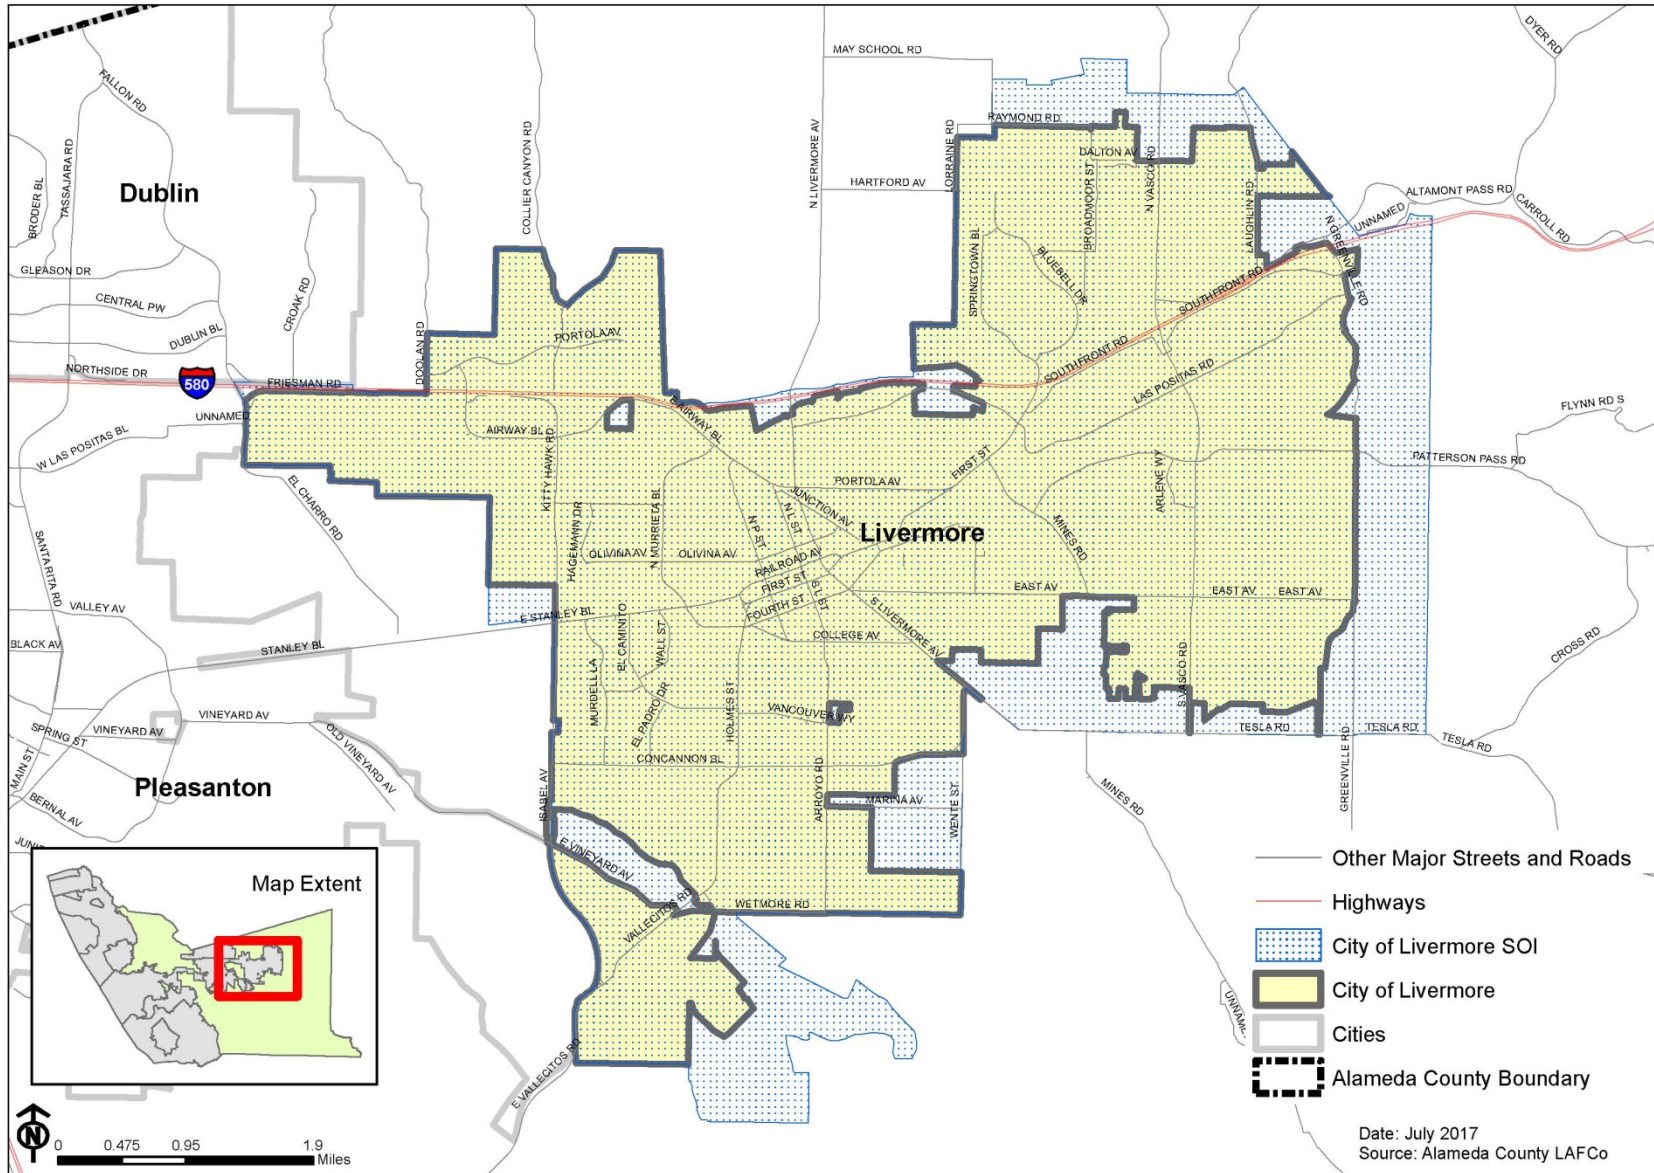 MAY SCHOOL RD
DYER RD
FALLON RD
TASSAJARA RD
BRODER BL
Dublin
COLLIER CANYON RD
N LIVERMORE AV
HARTFORD AV
LORRAINE RD
RAYMOND RD
DALTON AV
BROADMOOR ST
N VASCO RD
LAUGHLIN RD
N GREENVILLE RD
UNNAMED
ALTAMONT PASS RD
CARROLL RD
GLEASON DR
CENTRAL PW
CROAK RD
DUBLIN BL
NORTHSIDE DR
580
FRIESMAN RD
DOOLAN RD
PORTOLA AV
SPRINGTOWN BL
BLUEBELL DR
SOUTHFRONT RD
SOUTHFRONT RD
LAS POSITAS RD
UNNAMED
W LAS POSITAS BL
AIRWAY BL
E AIRWAY BL
KITTY HAWK RD
FLYNN RD S
PATTERSON PASS RD
EL CHARRO RD
N MURRIETA BL
PORTOLA AV
FIRST ST
ARLENE WY
JUNCTION AV
N L ST
N P ST
Livermore
MINES RD
HAGEMANN DR
OLIVINA AV
OLIVINA AV
RAILROAD AV
FIRST ST
FOURTH ST
S L ST
SANTA RITA RD
VALLEY AV
BLACK AV
STANLEY BL
E STANLEY BL
EAST AV
EAST AV
EAST AV
S LIVERMORE AV
COLLEGE AV
EL CAMINITO
WALL ST
MURDELL LA
EL PADRO DR
HOLMES ST
VANCOUVER WY
S VASCO RD
CROSS RD
SPRING ST
VINEYARD AV
VINEYARD AV
OLD VINEYARD AV
MAIN ST
Pleasanton
BERNAL AV
CONCANNON BL
TESLA RD
TESLA RD
TESLA RD
ISABEL AV
ARROYO RD
MARINA AV
WENTE ST
MINES RD
GREENVILLE RD
E VINEYARD AV
VALLECITOS RD
WETMORE RD
E VALLECITOS RD
Map Extent
Other Major Streets and Roads
Highways
City of Livermore SOI
City of Livermore
Cities
Alameda County Boundary
N
0 0.475 0.95 1.9
Miles
Date: July 2017
Source: Alameda County LAFCo